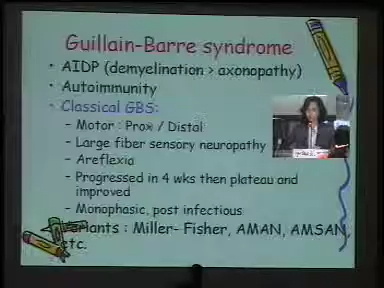 Guillain-Barre syndrome
• AIDP (demyelination > axonopathy)
• Autoimmunity
• Classical GBS:
– Motor : Prox / Distal
– Large fiber sensory neuropathy
– Areflexia
– Progressed in 4 wks then plateau and
improved
– Monophasic, post infectious
: Miller- Fisher, AMAN, AMSAN,
etc.